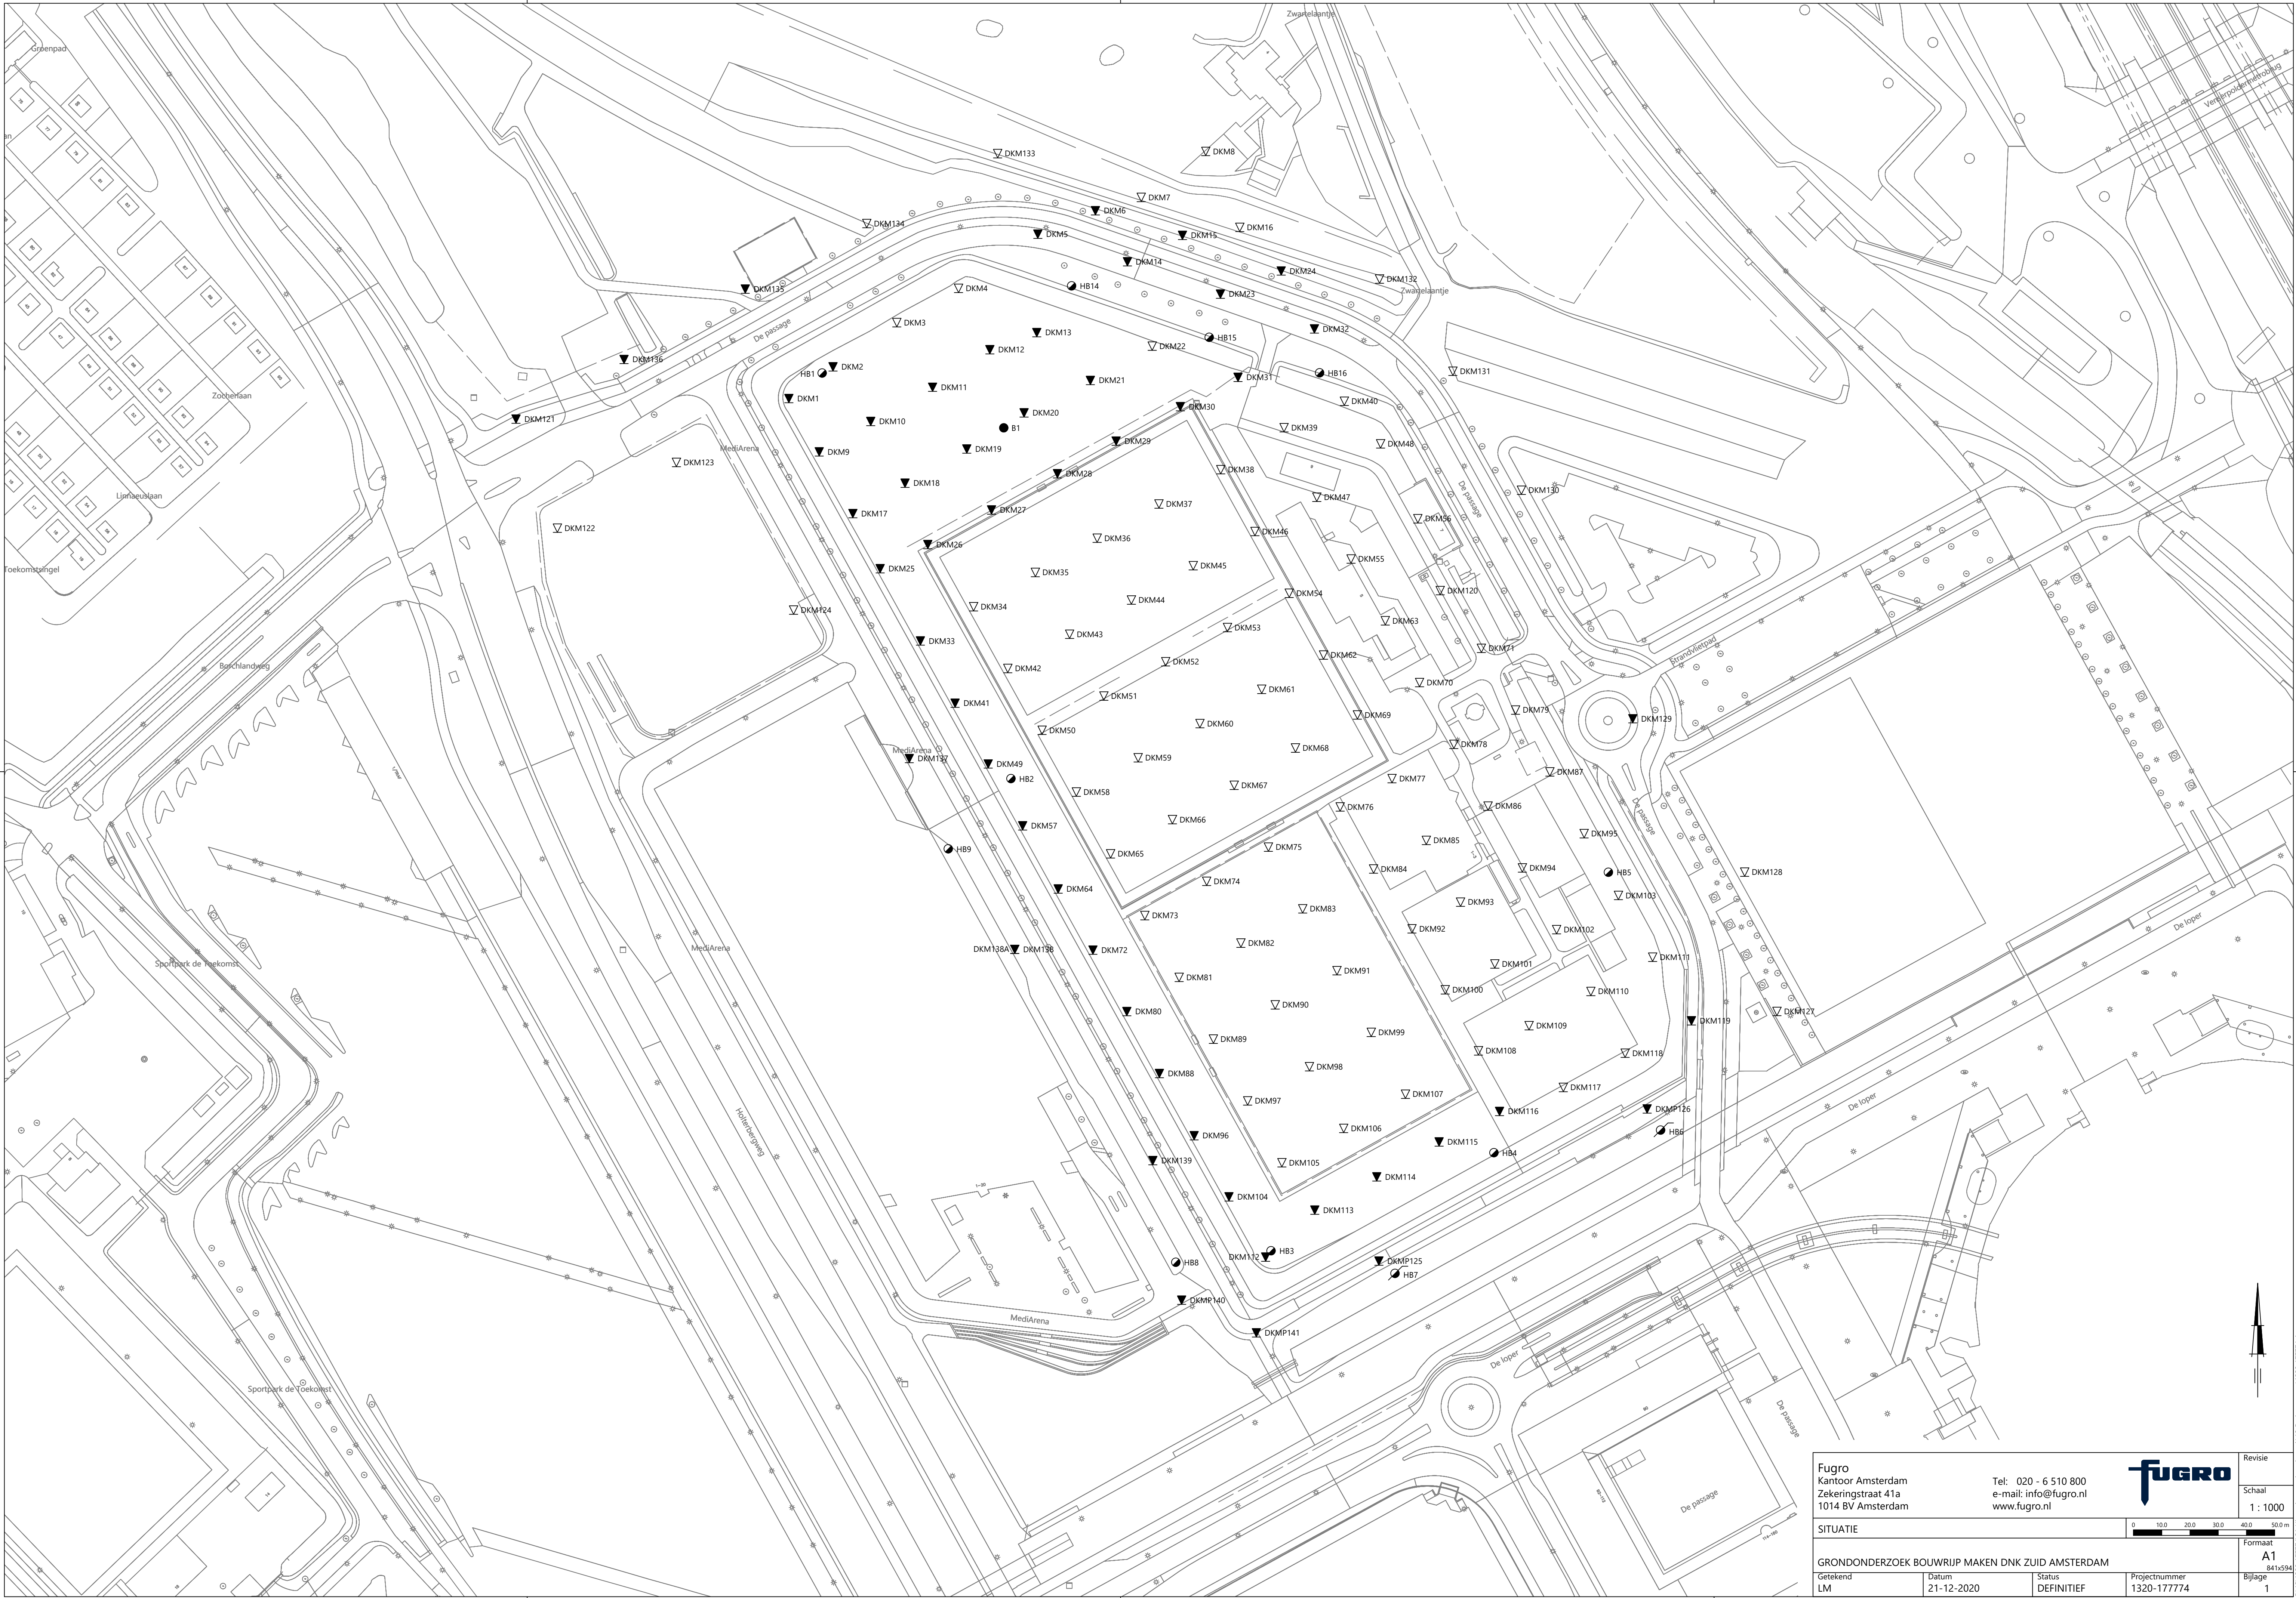 Zwartelaantje
Groenpad
Verheipoldermetrobrug
DKM133
DKM8
DKM7
DKM6
DKM134
DKM16
DKM5
DKM15
DKM14
DKM24
DKM132
DKM135
DKM4
HB14
DKM23
Zwartelaantje
De passage
DKM3
DKM13
DKM32
HB15
DKM12
DKM22
DKM136
HB1
DKM2
DKM11
DKM21
DKM31
HB16
DKM131
Zocherlaan
DKM1
DKM10
DKM20
DKM30
DKM40
DKM121
B1
DKM39
MediArena
DKM9
DKM19
DKM29
DKM48
DKM123
DKM28
DKM38
DKM18
Linnaeuslaan
DKM17
DKM27
DKM37
DKM47
De passage
DKM130
DKM122
DKM26
DKM36
DKM46
DKM56
Toekomstsingel
DKM25
DKM35
DKM45
DKM55
DKM124
DKM34
DKM44
DKM54
DKM120
DKM33
DKM43
DKM53
DKM63
Boschlandweg
DKM42
DKM52
DKM62
DKM71
Strandvlietpad
DKM41
DKM51
DKM61
DKM70
DKM50
DKM60
DKM69
DKM79
DKM129
MediArena
DKM137
DKM49
DKM59
DKM68
DKM78
HB2
DKM58
DKM67
DKM77
DKM87
DKM57
DKM66
DKM76
DKM86
De passage
HB9
DKM65
DKM75
DKM85
DKM95
DKM64
DKM74
DKM84
DKM94
HB5
DKM128
DKM73
DKM83
DKM93
DKM103
MediArena
DKM138A
DKM138
DKM72
DKM82
DKM92
DKM102
De loper
Sportpark de Toekomst
DKM81
DKM91
DKM101
DKM111
DKM80
DKM90
DKM100
DKM110
DKM119
DKM127
DKM89
DKM99
DKM109
DKM88
DKM98
DKM108
DKM118
Holterbergweg
DKM97
DKM107
DKM117
De loper
DKM96
DKM106
DKM116
DKMP126
DKM139
DKM105
DKM115
HB4
HB6
DKM104
DKM114
DKM113
HB8
DKM112
HB3
DKMP125
HB7
DKMP140
MediArena
DKMP141
De loper
Sportpark de Toekomst
De passage
De passage
Fugro
Kantoor Amsterdam
Zekeringstraat 41a
1014 BV Amsterdam
Tel: 020 - 6 510 800
e-mail: info@fugro.nl
www.fugro.nl
FUGRO
Revisie
Schaal
1 : 1000
SITUATIE
0 10.0 20.0 30.0 40.0 50.0 m
GRONDONDERZOEK BOUWRIJP MAKEN DNK ZUID AMSTERDAM
Formaat
A1
841x594
Getekend
LM
Datum
21-12-2020
Status
DEFINITIEF
Projectnummer
1320-177774
Bijlage
1